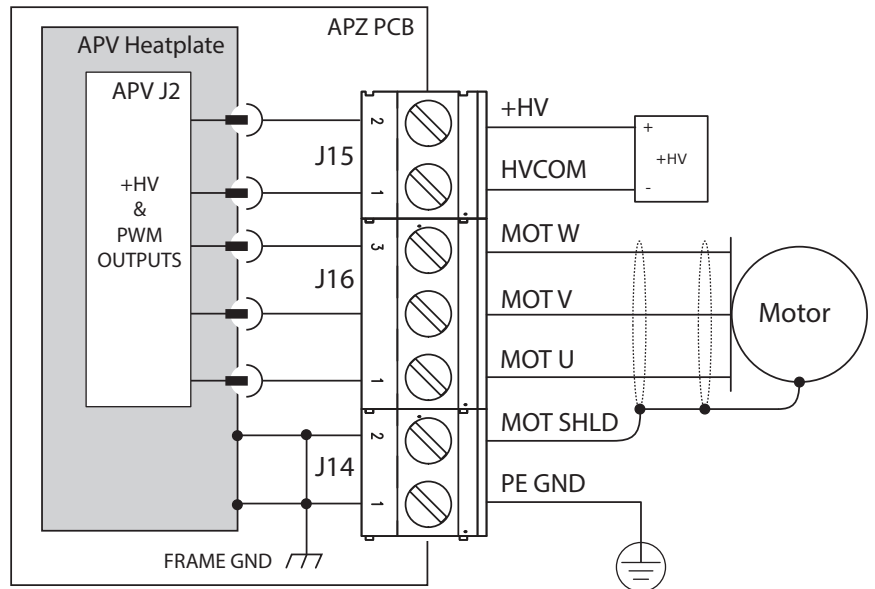 APZ PCB
APV Heatplate
APV J2
+HV
&
PWM
OUTPUTS
J15
2
1
J16
3
1
J14
2
1
FRAME GND
+HV
HVCOM
+
+HV
-
MOT W
MOT V
MOT U
MOT SHLD
PE GND
Motor